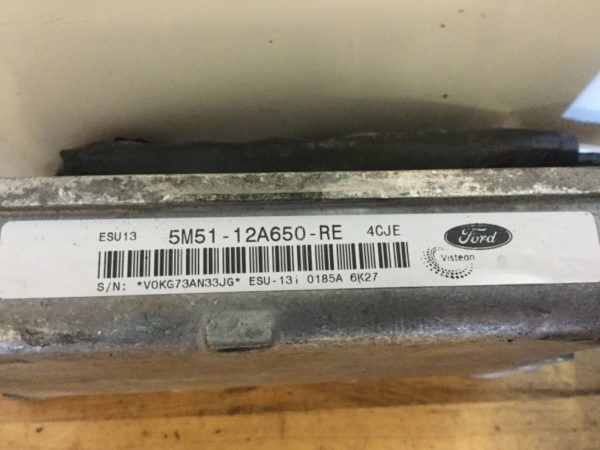 ESU13 5M51-12A650-RE 4CJE
Ford
Visteon
S/N: *V0KG73AN33JG* ESU-131 0185A 6K27